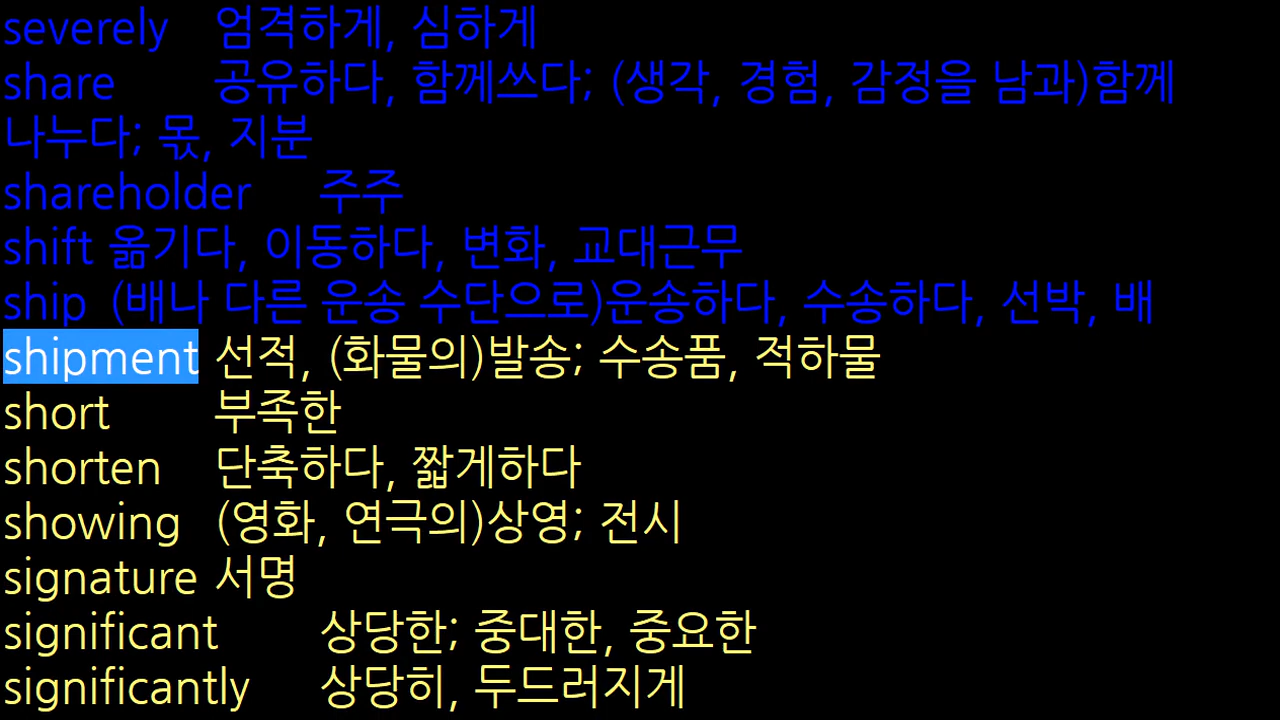 severely 엄격하게, 심하게
share 공유하다, 함께쓰다; (생각, 경험, 감정을 남과)함께
나누다; 몫, 지분
shareholder 주주
shift 옮기다, 이동하다, 변화, 교대근무
ship (배나 다른 운송 수단으로)운송하다, 수송하다, 선박, 배
shipment 선적, (화물의)발송; 수송품, 적하물
short 부족한
shorten 단축하다, 짧게하다
showing (영화, 연극의)상영; 전시
signature 서명
significant 상당한; 중대한, 중요한
significantly 상당히, 두드러지게